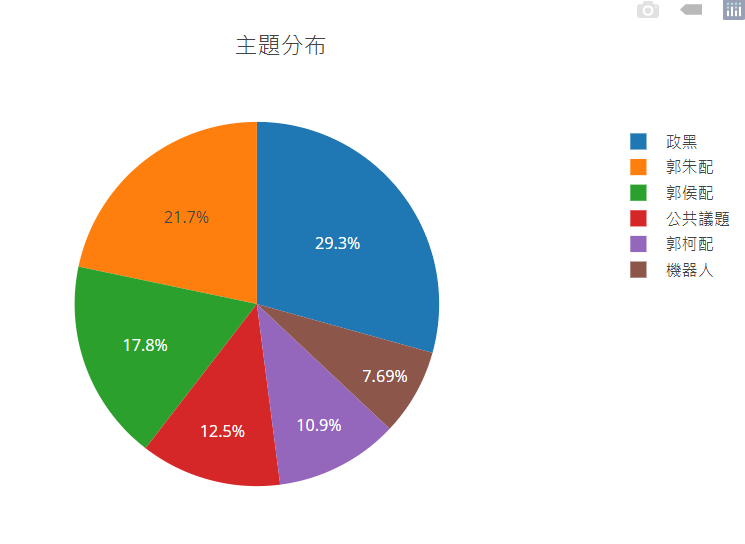 主題分布
政黑
郭朱配
郭侯配
公共議題
郭柯配
機器人
29.3%
21.7%
17.8%
7.69%
10.9%
12.5%